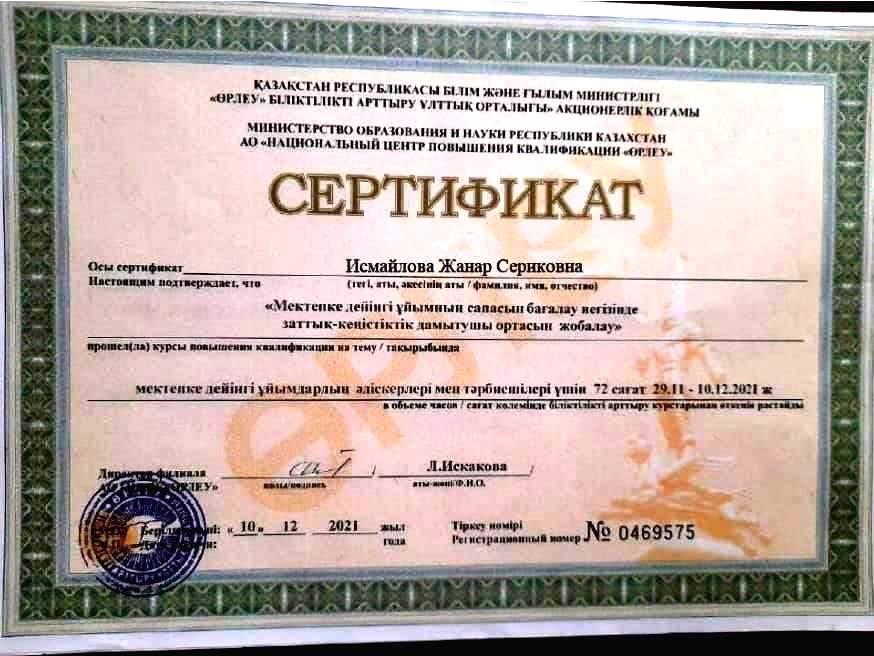 ҚАЗАҚСТАН РЕСПУБЛИКАСЫ БІЛІМ ЖӘНЕ ҒЫЛЫМ МИНИСТРЛІГІ
«ӨРЛЕУ» БІЛІКТІЛІКТІ АРТТЫРУ ҰЛТТЫҚ ОРТАЛЫҒЫ» АКЦИОНЕРЛІК ҚОҒАМЫ
МИНИСТЕРСТВО ОБРАЗОВАНИЯ И НАУКИ РЕСПУБЛИКИ КАЗАХСТАН
АО «НАЦИОНАЛЬНЫЙ ЦЕНТР ПОВЫШЕНИЯ КВАЛИФИКАЦИИ «ӨРЛЕУ»
СЕРТИФИКАТ
Осы сертификат Исмайлова Жанар Сериковна
Настоящим подтверждает, что (тегі, аты, әкесінің аты / фамилия, имя, отчество)
«Мектепке дейінгі ұйымның сапасын бағалау негізінде
заттық-кеңістіктік дамытушы ортасын жобалау»
прошел(ла) курсы повышения квалификации на тему / тақырыбында
мектепке дейінгі ұйымдардың әдіскерлері мен тәрбиешілері үшін 72 сағат 29.11 - 10.12.2021 ж
в объеме часов / сағат көлемінде біліктілікті арттыру курстарынан өткенін растайды
Директор филиала
ӨРЛЕУ» Л.Искакова
қолы/подпись аты-жөні/Ф.И.О.
« 10 » 12 2021 жыл
года
Тіркеу нөмірі
Регистрационный номер № 0469575